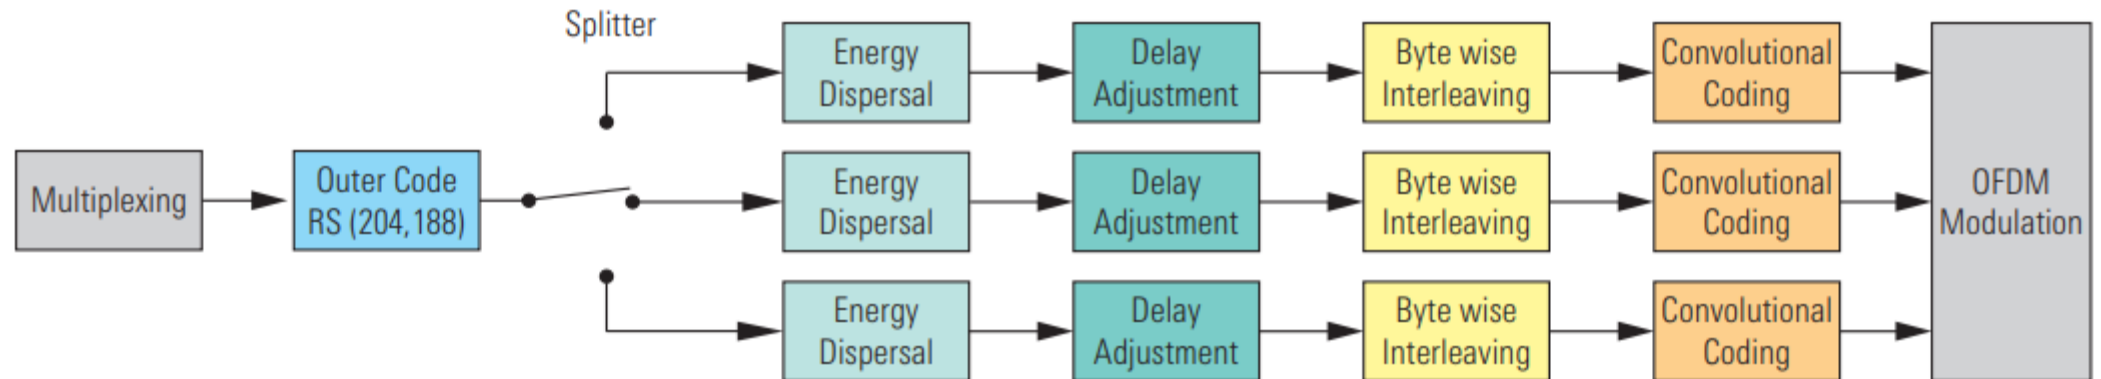 Splitter
Multiplexing
Outer Code
RS (204,188)
Energy
Dispersal
Delay
Adjustment
Byte wise
Interleaving
Convolutional
Coding
Energy
Dispersal
Delay
Adjustment
Byte wise
Interleaving
Convolutional
Coding
Energy
Dispersal
Delay
Adjustment
Byte wise
Interleaving
Convolutional
Coding
OFDM
Modulation